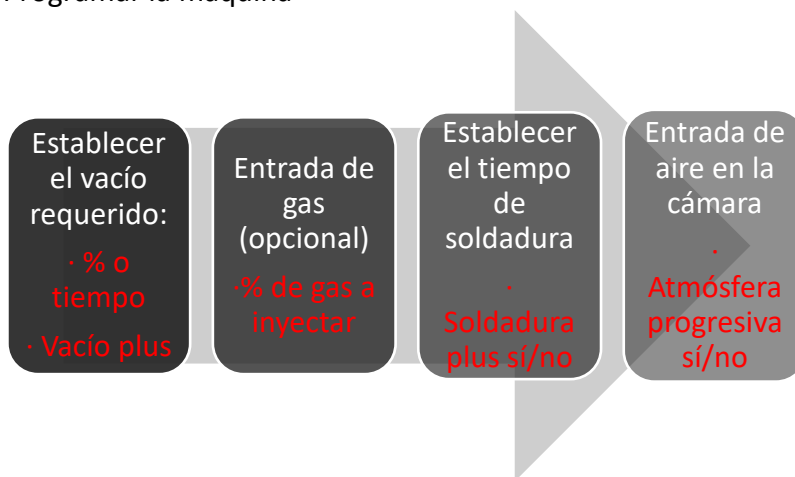 Programar la máquina
Establecer
el vacío
requerido:
· % o
tiempo
· Vacío plus
Entrada de
gas
(opcional)
·% de gas a
inyectar
Establecer
el tiempo
de
soldadura
·
Soldadura
plus sí/no
Entrada de
aire en la
cámara
·
Atmósfera
progresiva
sí/no